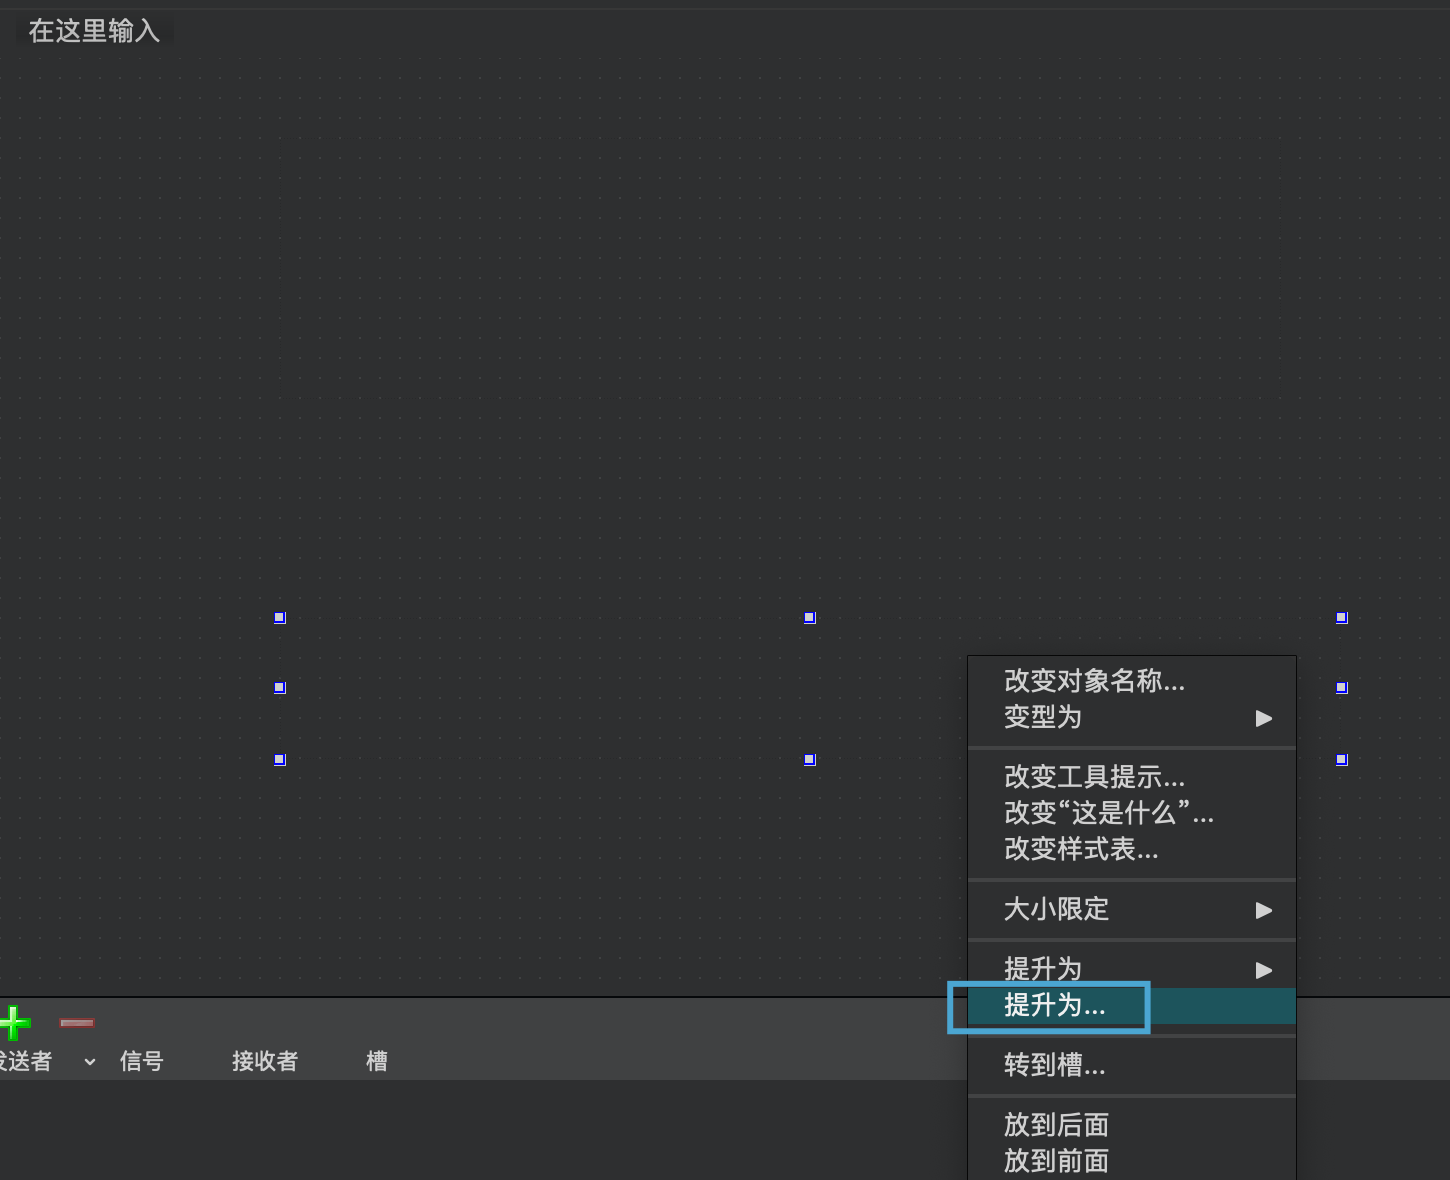 在这里输入
改变对象名称...
变型为
改变工具提示...
改变“这是什么”...
改变样式表...
大小限定
提升为
提升为...
发送者 信号 接收者 槽
转到槽...
放到后面
放到前面